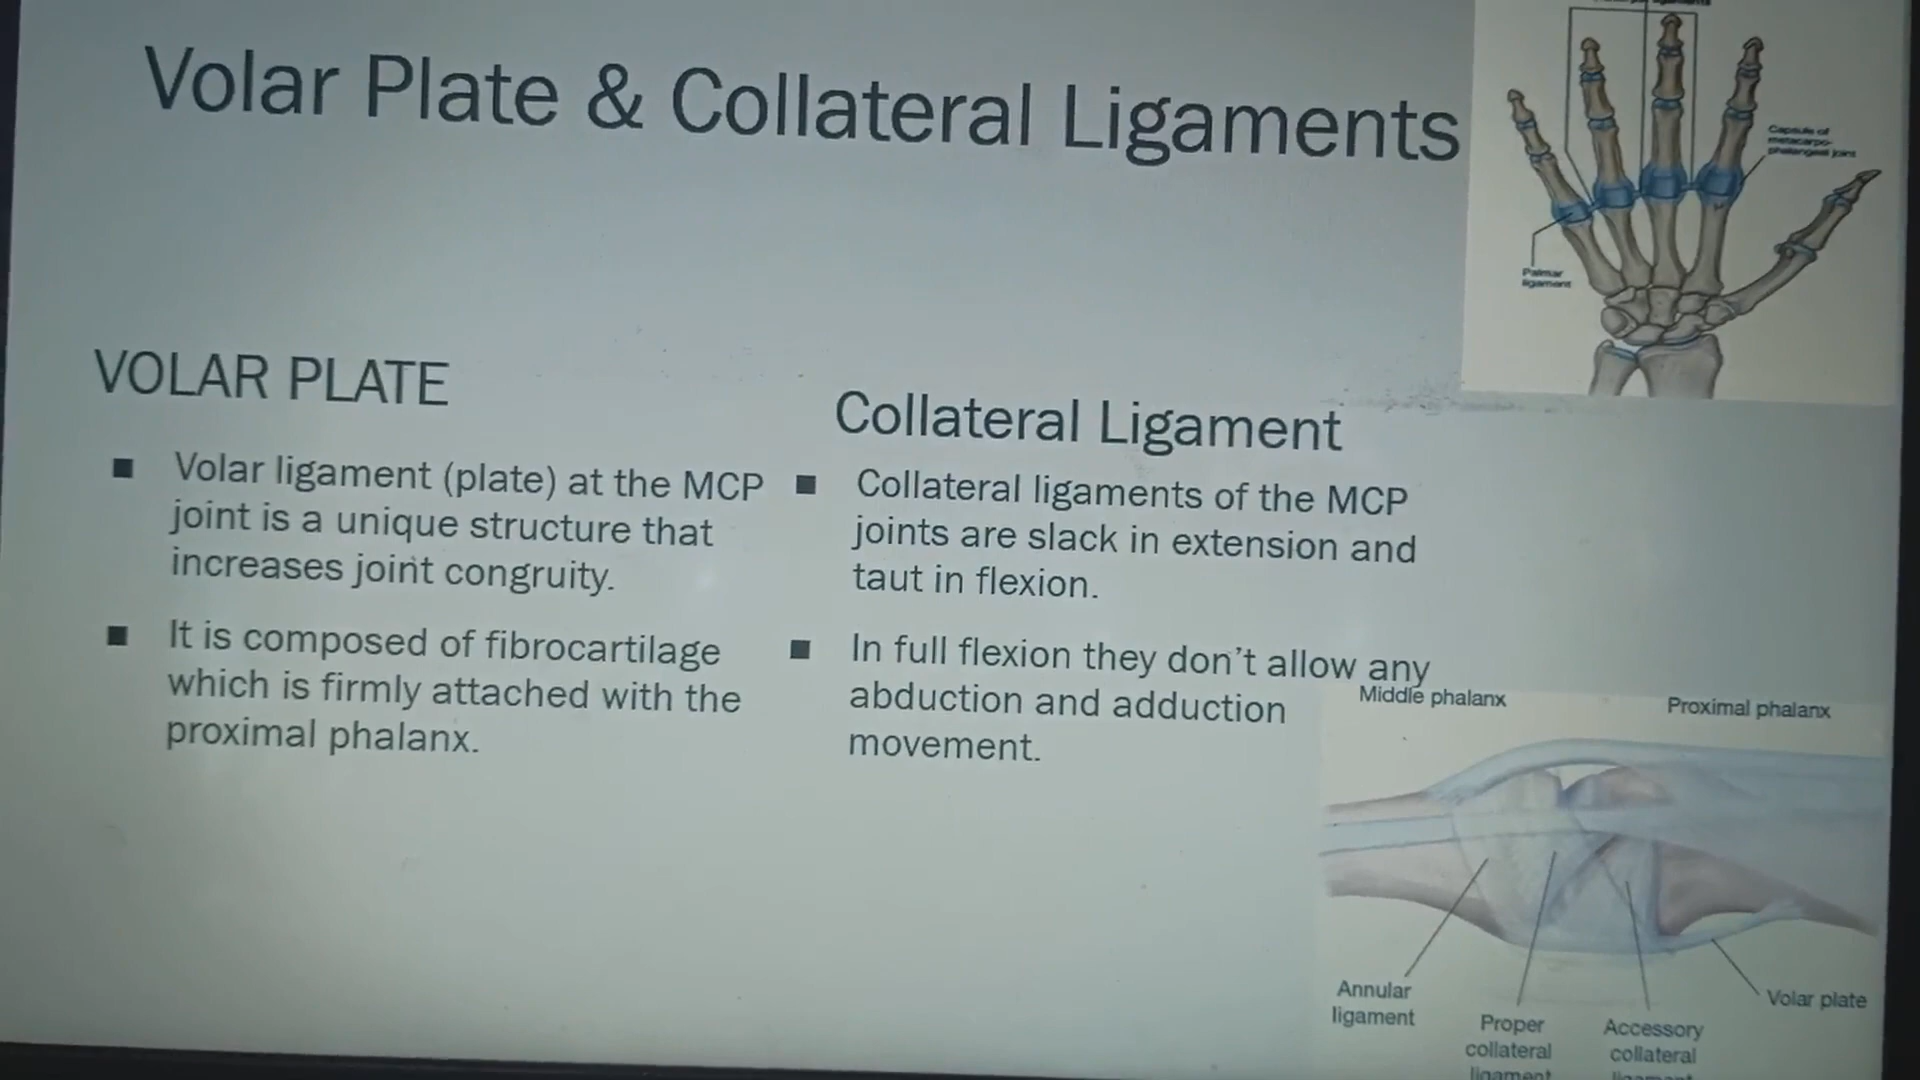 Volar Plate & Collateral Ligaments
Capsule of
metacarpo-
phalangeal joint
Palmar
ligament
VOLAR PLATE
■ Volar ligament (plate) at the MCP
joint is a unique structure that
increases joint congruity.
■ It is composed of fibrocartilage
which is firmly attached with the
proximal phalanx.
Collateral Ligament
■ Collateral ligaments of the MCP
joints are slack in extension and
taut in flexion.
■ In full flexion they don't allow any
abduction and adduction
movement.
Middle phalanx
Proximal phalanx
Annular
ligament
Proper
collateral
ligament
Accessory
collateral
Volar plate